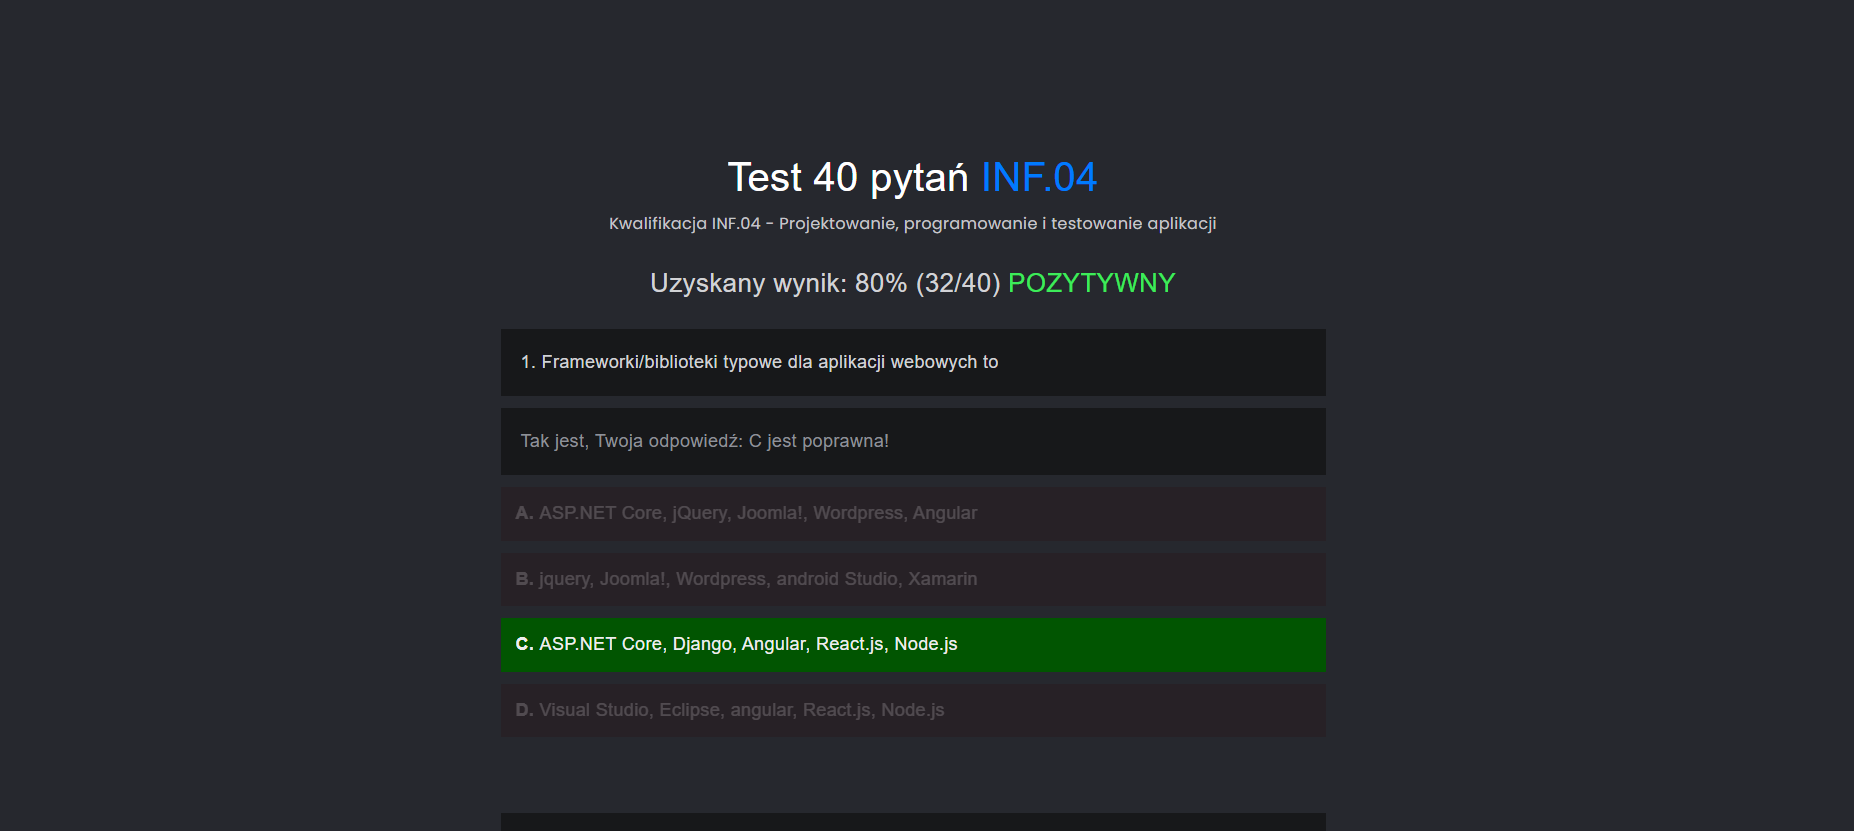 Test 40 pytań INF.04
Kwalifikacja INF.04 - Projektowanie, programowanie i testowanie aplikacji
Uzyskany wynik: 80% (32/40) POZYTYWNY
1. Frameworki/biblioteki typowe dla aplikacji webowych to
Tak jest, Twoja odpowiedź: C jest poprawna!
A. ASP.NET Core, jQuery, Joomla!, Wordpress, Angular
B. jquery, Joomla!, Wordpress, android Studio, Xamarin
C. ASP.NET Core, Django, Angular, React.js, Node.js
D. Visual Studio, Eclipse, angular, React.js, Node.js